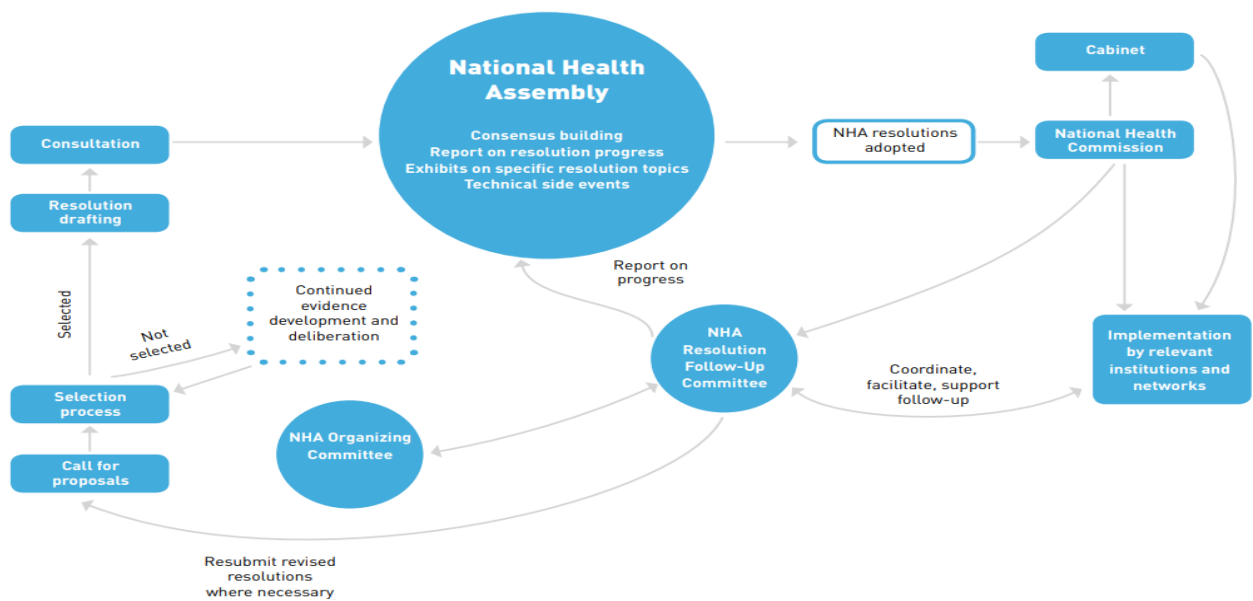 National Health
Assembly
Consensus building
Report on resolution progress
Exhibits on specific resolution topics
Technical side events
Cabinet
Consultation
NHA resolutions
adopted
National Health
Commission
Resolution
drafting
Selected
Not
selected
Continued
evidence
development and
deliberation
Report on
progress
NHA
Resolution
Follow-Up
Committee
Implementation
by relevant
institutions and
networks
Coordinate,
facilitate, support
follow-up
Selection
process
NHA Organizing
Committee
Call for
proposals
Resubmit revised
resolutions
where necessary